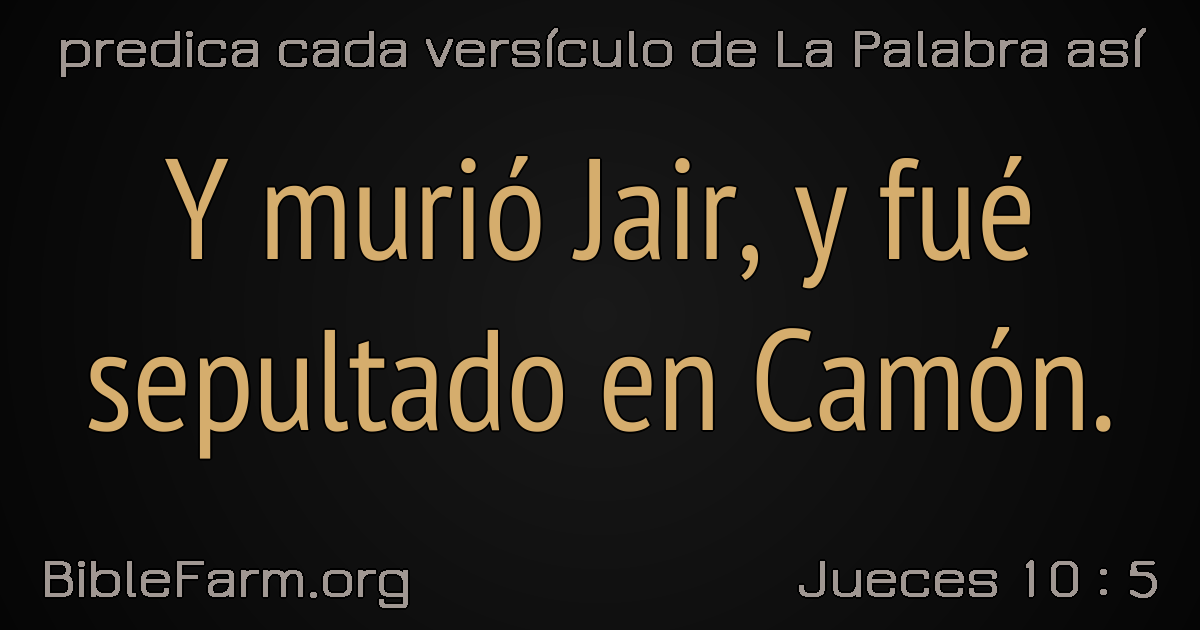 predica cada versículo de La Palabra así
Y murió Jair, y fué
sepultado en Camón.
BibleFarm.org
Jueces 10 : 5